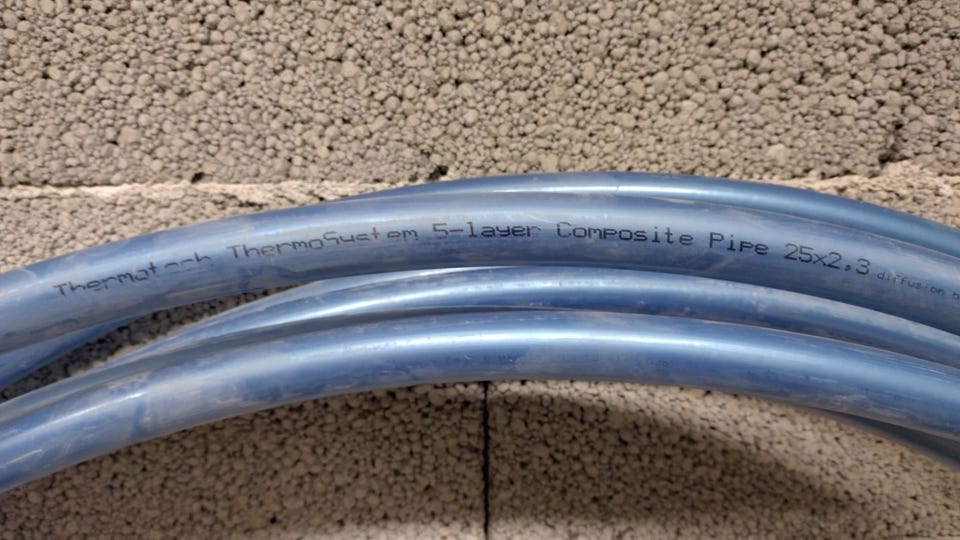 Thermotech ThermoSystem 5-layer Composite Pipe 25x2,3 diffusion